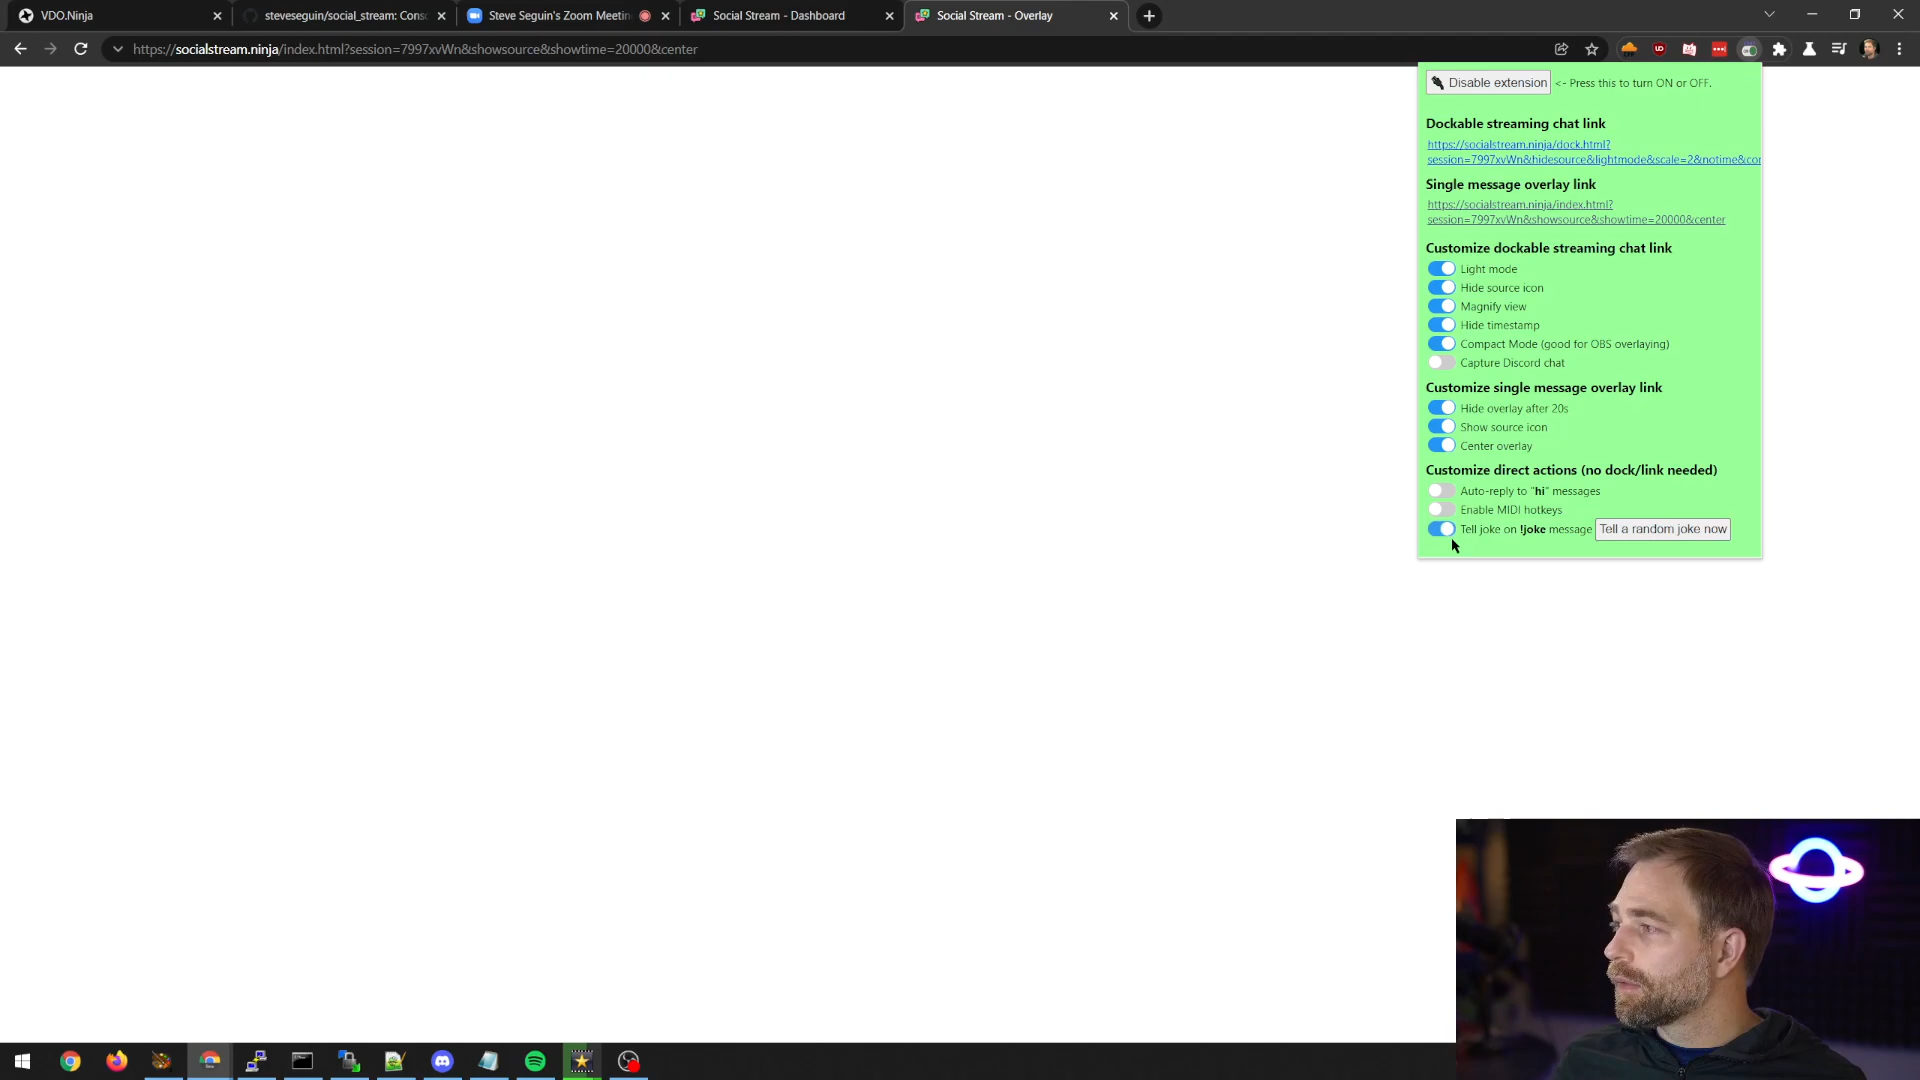 VDO.Ninja
steveseguin/social_stream: Conso
Steve Seguin's Zoom Meetin
Social Stream - Dashboard
Social Stream - Overlay
https://socialstream.ninja/index.html?session=7997xvWn&showsource&showtime=20000&center
Disable extension <- Press this to turn ON or OFF.
Dockable streaming chat link
https://socialstream.ninja/dock.html?
session=7997xvWn&hidesource&lightmode&scale=2&notime&cor
Single message overlay link
https://socialstream.ninja/index.html?
session=7997xvWn&showsource&showtime=20000&center
Customize dockable streaming chat link
Light mode
Hide source icon
Magnify view
Hide timestamp
Compact Mode (good for OBS overlaying)
Capture Discord chat
Customize single message overlay link
Hide overlay after 20s
Show source icon
Center overlay
Customize direct actions (no dock/link needed)
Auto-reply to "hi" messages
Enable MIDI hotkeys
Tell joke on !joke message Tell a random joke now